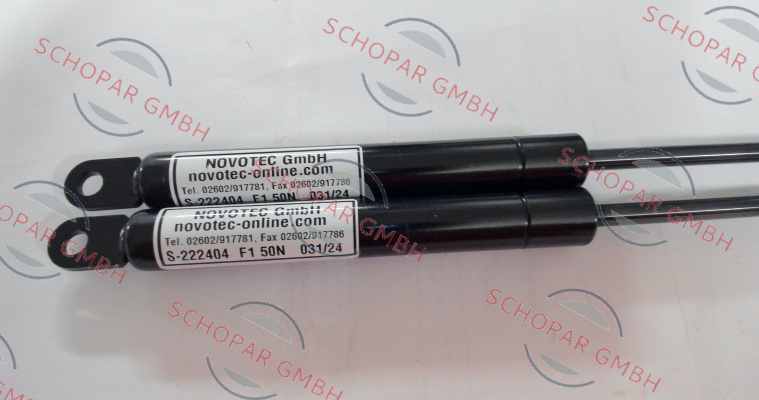 NOVOTEC GmbH
novotec-online.com
Tel. 02602/917781, Fax 02602/917786
S-222404 F1 50N 031/24
NOVOTEC GmbH
novotec-online.com
Tel. 02602/917781, Fax 02602/917786
S-222404 F1 50N 031/24
SCHOPAR GMBH
SCHOPAR GMBH
SCHOPAR GMBH
SCHOPAR GMBH
SCHOPAR GMBH
SCHOPAR GMBH
SCHOPAR GMBH
SCHOPAR GMBH